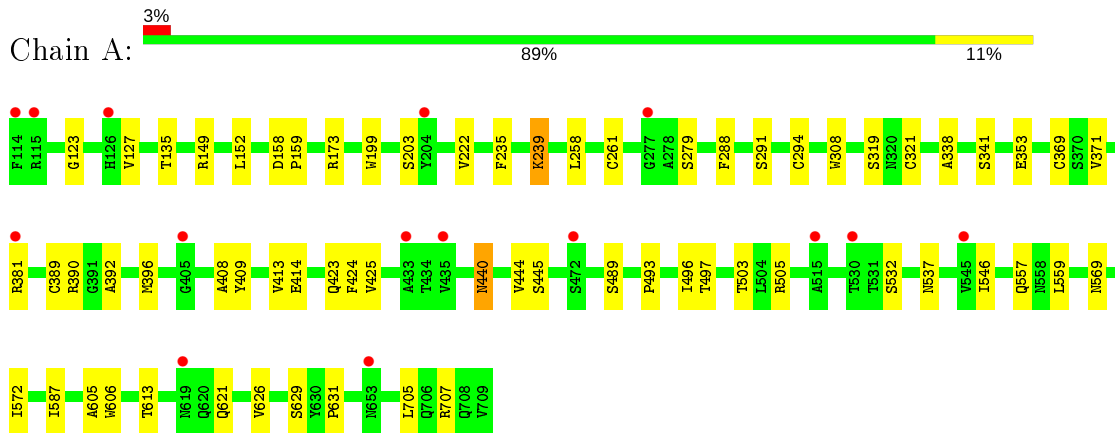 3%
Chain A:
89% 11%
F114 R115 G123 H126 V127 T135 R149 L152 D158 P159 R173 W199 S203 Y204 V222 F235 K239 L258 C261 G277 A278 S279 F288 S291 C294 W308 S319 N320 C321 A338 S341 E353 C369 S370 V371
R381 C389 R390 G391 A392 M396 G405 A408 Y409 V413 E414 Q423 F424 V425 A433 T434 V435 N440 V444 S445 S472 S489 P493 I496 T497 T503 L504 R505 A515 T530 T531 S532 N537 V545 I546 Q557 N558 L559 N569
I572 I587 A605 W606 T613 N619 Q620 Q621 V626 S629 Y630 P631 N653 L705 Q706 R707 Q708 V709